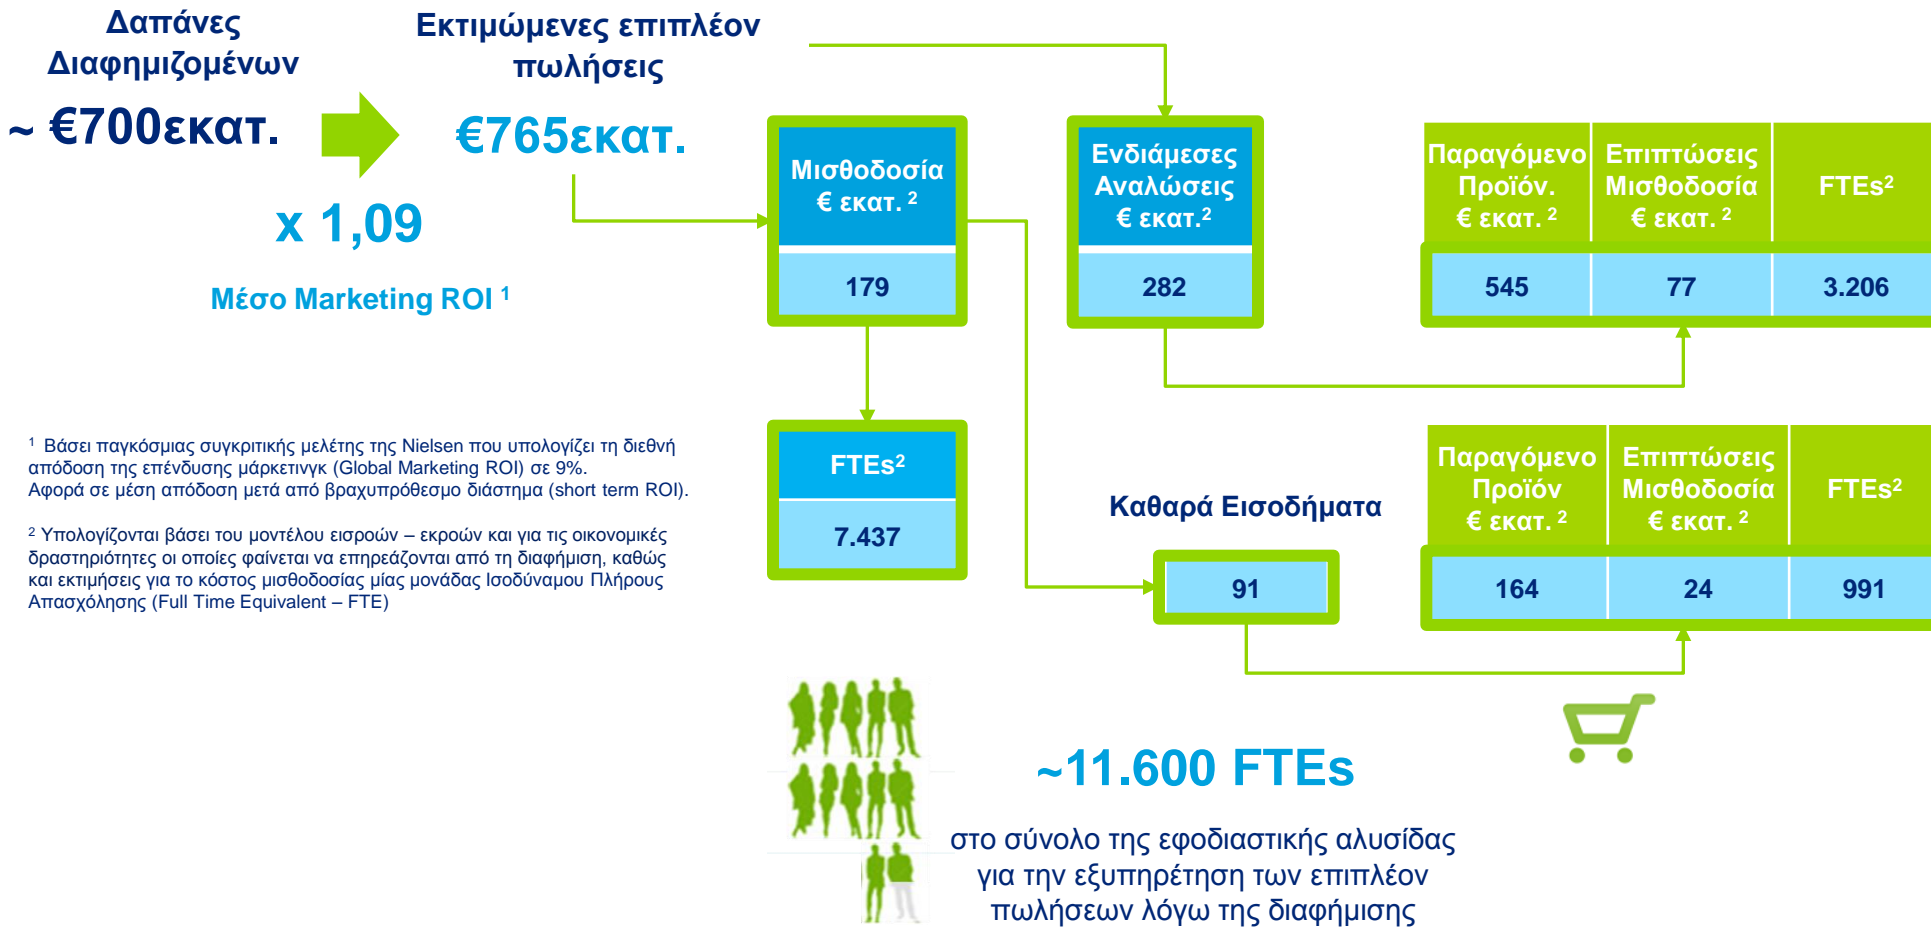 Δαπάνες
Διαφημιζομένων
~ €700εκατ.
Εκτιμώμενες επιπλέον
πωλήσεις
€765εκατ.
x 1,09
Μέσο Marketing ROI 1
Μισθοδοσία
€ εκατ. 2
179
Ενδιάμεσες
Αναλώσεις
€ εκατ.2
282
Παραγόμενο
Προϊόν.
€ εκατ. 2
Επιπτώσεις
Μισθοδοσία
€ εκατ. 2
FTEs2
545
77
3.206
FTEs2
7.437
1 Βάσει παγκόσμιας συγκριτικής μελέτης της Nielsen που υπολογίζει τη διεθνή
απόδοση της επένδυσης μάρκετινγκ (Global Marketing ROI) σε 9%.
Αφορά σε μέση απόδοση μετά από βραχυπρόθεσμο διάστημα (short term ROI).
2 Υπολογίζονται βάσει του μοντέλου εισροών – εκροών και για τις οικονομικές
δραστηριότητες οι οποίες φαίνεται να επηρεάζονται από τη διαφήμιση, καθώς
και εκτιμήσεις για το κόστος μισθοδοσίας μίας μονάδας Ισοδύναμου Πλήρους
Απασχόλησης (Full Time Equivalent – FTE)
Καθαρά Εισοδήματα
91
Παραγόμενο
Προϊόν
€ εκατ. 2
Επιπτώσεις
Μισθοδοσία
€ εκατ. 2
FTEs2
164
24
991
~11.600 FTEs
στο σύνολο της εφοδιαστικής αλυσίδας
για την εξυπηρέτηση των επιπλέον
πωλήσεων λόγω της διαφήμισης